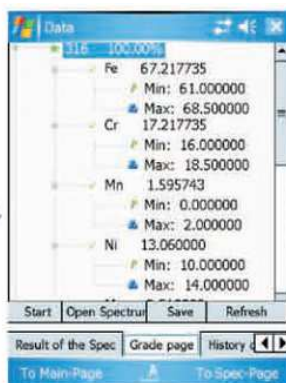 Data
316 100.00%
Fe 67.217735
Min: 61.000000
Max: 68.500000
Cr 17.217735
Min: 16.000000
Max: 18.500000
Mn 1.595743
Min: 0.000000
Max: 2.000000
Ni 13.060000
Min: 10.000000
Max: 14.000000
Start Open Spectrur Save Refresh
Result of the Spec Grade page History c
To Main-Page To Spec-Page